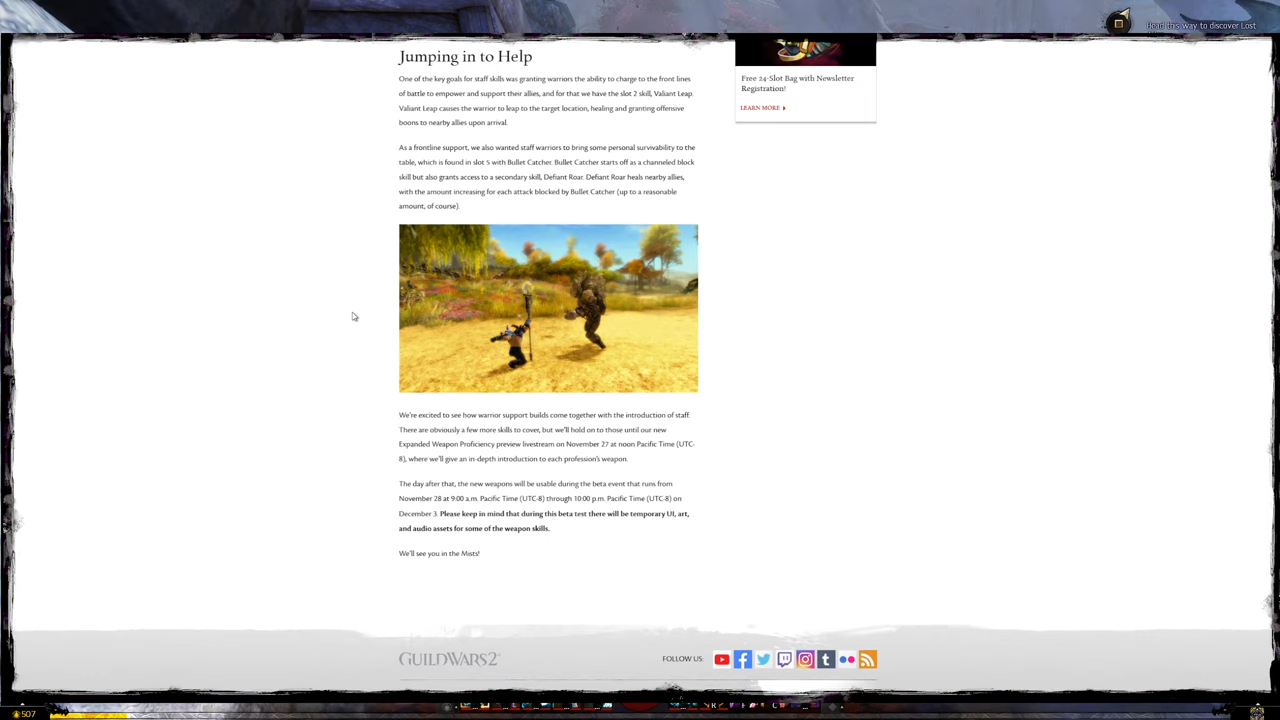 Head this way to discover Lost
Jumping in to Help
One of the key goals for staff skills was granting warriors the ability to charge to the front lines
of battle to empower and support their allies, and for that we have the slot 2 skill, Valiant Leap.
Valiant Leap causes the warrior to leap to the target location, healing and granting offensive
boons to nearby allies upon arrival.
As a frontline support, we also wanted staff warriors to bring some personal survivability to the
table, which is found in slot 5 with Bullet Catcher. Bullet Catcher starts off as a channeled block
skill but also grants access to a secondary skill, Defiant Roar. Defiant Roar heals nearby allies,
with the amount increasing for each attack blocked by Bullet Catcher (up to a reasonable
amount, of course).
Free 24-Slot Bag with Newsletter
Registration!
LEARN MORE
We're excited to see how warrior support builds come together with the introduction of staff.
There are obviously a few more skills to cover, but we'll hold on to those until our new
Expanded Weapon Proficiency preview livestream on November 27 at noon Pacific Time (UTC-
8), where we'll give an in-depth introduction to each profession's weapon.
The day after that, the new weapons will be usable during the beta event that runs from
November 28 at 9:00 a.m. Pacific Time (UTC-8) through 10:00 p.m. Pacific Time (UTC-8) on
December 3. Please keep in mind that during this beta test there will be temporary UI, art,
and audio assets for some of the weapon skills.
We'll see you in the Mists!
GUILDWARS2
FOLLOW US:
507